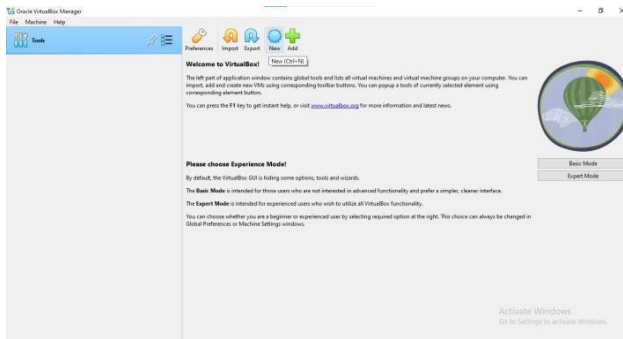 Oracle VirtualBox Manager
File Machine Help
Tools
Preferences Import Export New Add
New (Ctrl+N)
Welcome to VirtualBox!
The left part of application window contains global tools and lists all virtual machines and virtual machine groups on your computer. You can
import, add and create new VMs using corresponding toolbar buttons. You can popup a tools of currently selected element using
corresponding element button.
You can press the F1 key to get instant help, or visit www.virtualbox.org for more information and latest news.
Please choose Experience Mode!
By default, the VirtualBox GUI is hiding some options, tools and wizards.
The Basic Mode is intended for those users who are not interested in advanced functionality and prefer a simpler, cleaner interface.
The Expert Mode is intended for experienced users who wish to utilize all VirtualBox functionality.
You can choose whether you are a beginner or experienced user by selecting required option at the right. This choice can always be changed in
Global Preferences or Machine Settings windows.
Basic Mode
Expert Mode
Activate Windows
Go to Settings to activate Windows.